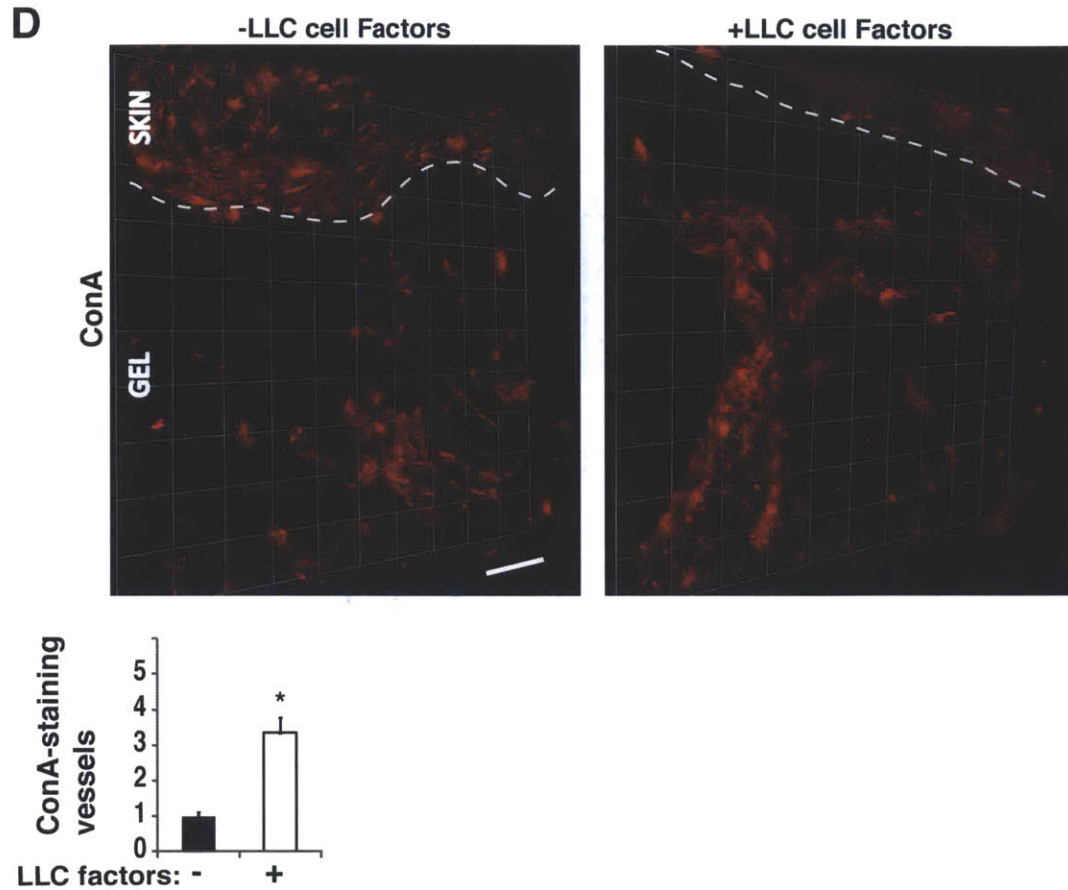 D
-LLC cell Factors
+LLC cell Factors
SKIN
ConA
GEL
ConA-staining
vessels
5
4
3
2
1
0
*
LLC factors: - +